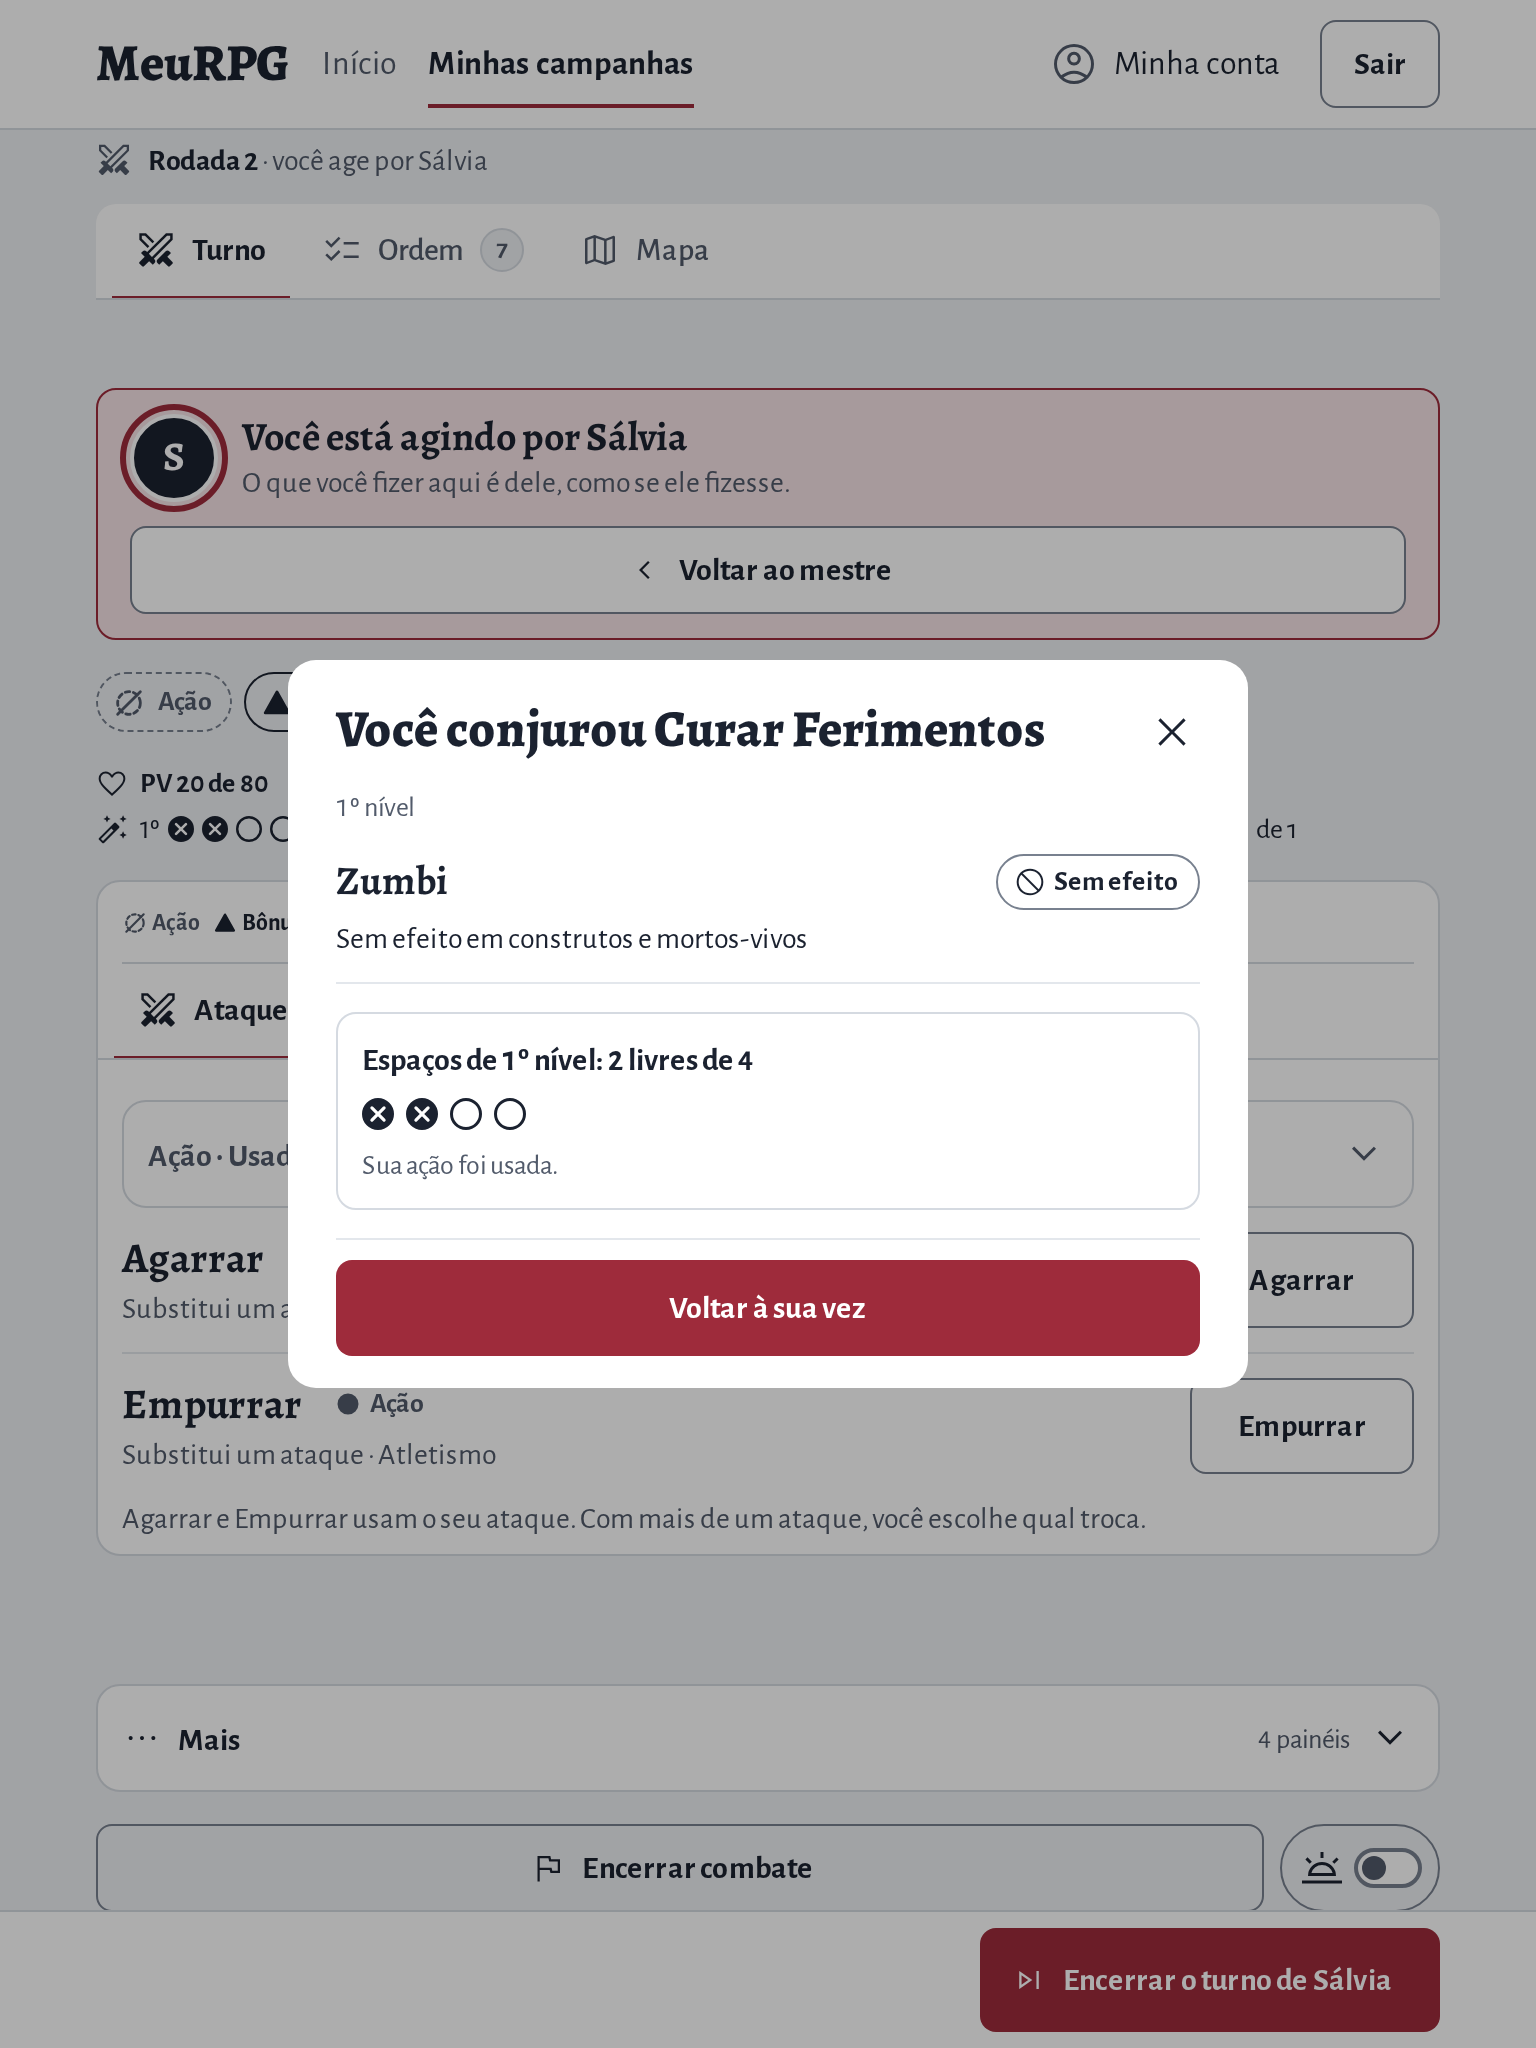 MeuRPG Início Minhas campanhas Minha conta Sair
Rodada 2 · você age por Sálvia
Turno Ordem 7 Mapa
S
Você está agindo por Sálvia
O que você fizer aqui é dele, como se ele fizesse.
Voltar ao mestre
Ação
PV 20 de 80
1º
de 1
Ação
Ação · 
Agarrar
Agarrar
Substitui um
Você conjurou Curar Ferimentos
1º nível
Zumbi Sem efeito
Sem efeito em construtos e mortos-vivos
Espaços de 1º nível: 2 livres de 4
Sua ação foi usada.
Voltar à sua vez
Empurrar Ação
Empurrar
Substitui um ataque · Atletismo
Agarrar e Empurrar usam o seu ataque. Com mais de um ataque, você escolhe qual troca.
Mais 4 painéis
Encerrar combate
Encerrar o turno de Sálvia